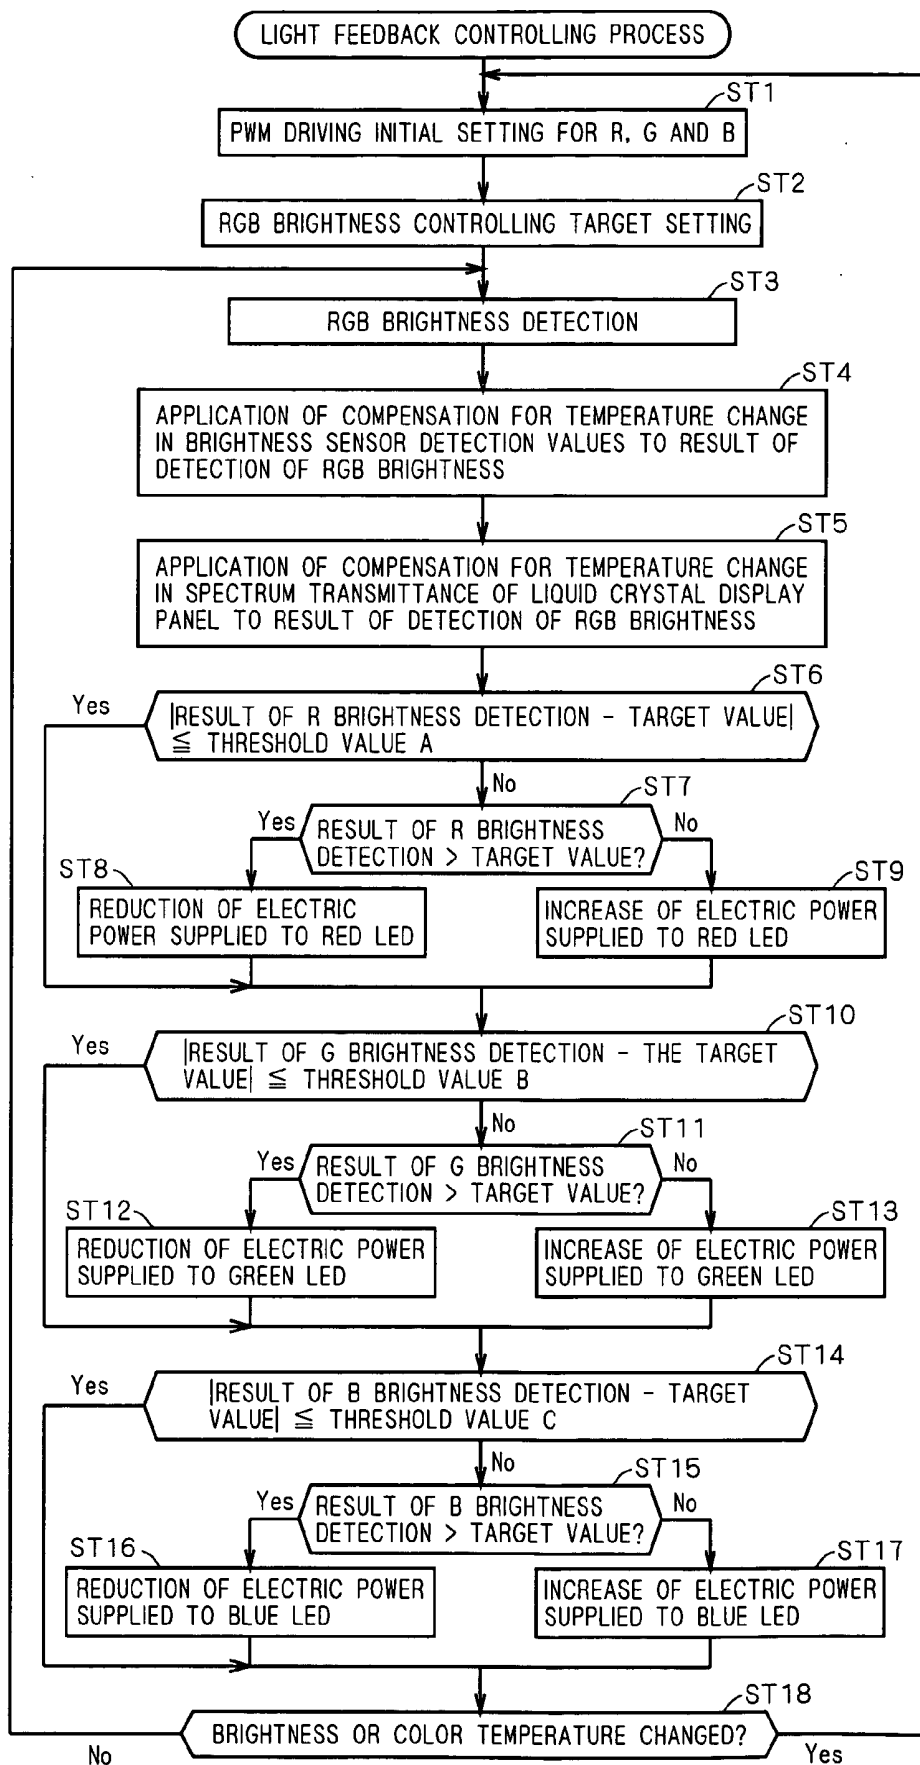 LIGHT FEEDBACK CONTROLLING PROCESS
ST1
PWM DRIVING INITIAL SETTING FOR R, G AND B
ST2
RGB BRIGHTNESS CONTROLLING TARGET SETTING
ST3
RGB BRIGHTNESS DETECTION
ST4
APPLICATION OF COMPENSATION FOR TEMPERATURE CHANGE
IN BRIGHTNESS SENSOR DETECTION VALUES TO RESULT OF
DETECTION OF RGB BRIGHTNESS
ST5
APPLICATION OF COMPENSATION FOR TEMPERATURE CHANGE
IN SPECTRUM TRANSMITTANCE OF LIQUID CRYSTAL DISPLAY
PANEL TO RESULT OF DETECTION OF RGB BRIGHTNESS
ST6
Yes
|RESULT OF R BRIGHTNESS DETECTION - TARGET VALUE|
≦ THRESHOLD VALUE A
No
ST7
Yes
RESULT OF R BRIGHTNESS
DETECTION > TARGET VALUE?
No
ST8
REDUCTION OF ELECTRIC
POWER SUPPLIED TO RED LED
ST9
INCREASE OF ELECTRIC POWER
SUPPLIED TO RED LED
ST10
Yes
|RESULT OF G BRIGHTNESS DETECTION - THE TARGET
VALUE| ≦ THRESHOLD VALUE B
No
ST11
Yes
RESULT OF G BRIGHTNESS
DETECTION > TARGET VALUE?
No
ST12
REDUCTION OF ELECTRIC POWER
SUPPLIED TO GREEN LED
ST13
INCREASE OF ELECTRIC POWER
SUPPLIED TO GREEN LED
ST14
Yes
|RESULT OF B BRIGHTNESS DETECTION - TARGET
VALUE| ≦ THRESHOLD VALUE C
No
ST15
Yes
RESULT OF B BRIGHTNESS
DETECTION > TARGET VALUE?
No
ST16
REDUCTION OF ELECTRIC POWER
SUPPLIED TO BLUE LED
ST17
INCREASE OF ELECTRIC POWER
SUPPLIED TO BLUE LED
ST18
BRIGHTNESS OR COLOR TEMPERATURE CHANGED?
No
Yes